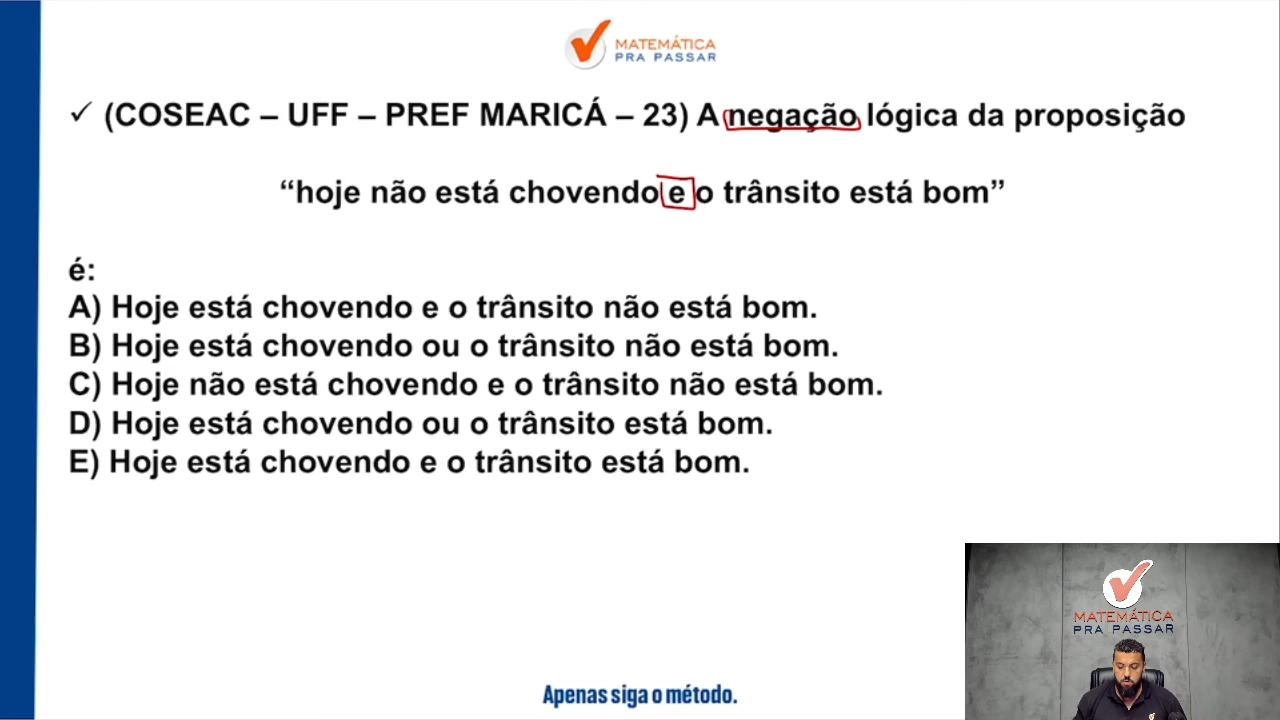 MATEMÁTICA
PRA PASSAR
✓ (COSEAC – UFF – PREF MARICÁ – 23) A negação lógica da proposição
“hoje não está chovendo e o trânsito está bom”
é:
A) Hoje está chovendo e o trânsito não está bom.
B) Hoje está chovendo ou o trânsito não está bom.
C) Hoje não está chovendo e o trânsito não está bom.
D) Hoje está chovendo ou o trânsito está bom.
E) Hoje está chovendo e o trânsito está bom.
MATEMÁTICA
PRA PASSAR
Apenas siga o método.